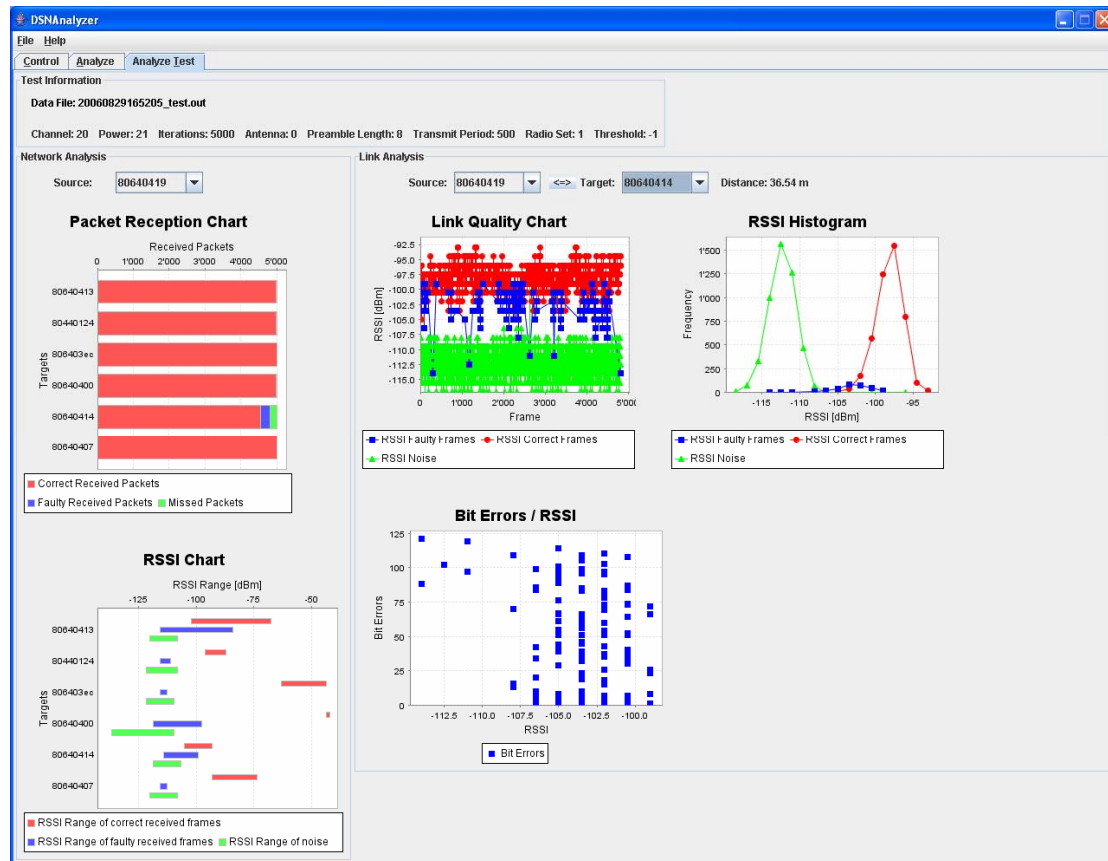 DSNAnalyzer
File Help
Control Analyze Analyze Test
Test Information
Data File: 20060829165205_test.out
Channel: 20 Power: 21 Iterations: 5000 Antenna: 0 Preamble Length: 8 Transmit Period: 500 Radio Set: 1 Threshold: -1
Network Analysis
Source: 80640419
Packet Reception Chart
Received Packets
0 1'000 2'000 3'000 4'000 5'000
Targets
80640413
80440124
806403ec
80640400
80640414
80640407
Correct Received Packets
Faulty Received Packets Missed Packets
RSSI Chart
RSSI Range [dBm]
-125 -100 -75 -50
Targets
80640413
80440124
806403ec
80640400
80640414
80640407
RSSI Range of correct received frames
RSSI Range of faulty received frames RSSI Range of noise
Link Analysis
Source: 80640419 <=> Target: 80640414 Distance: 36.54 m
Link Quality Chart
RSSI [dBm]
-92.5
-95.0
-97.5
-100.0
-102.5
-105.0
-107.5
-110.0
-112.5
-115.0
0 1'000 2'000 3'000 4'000 5'000
Frame
RSSI Faulty Frames RSSI Correct Frames
RSSI Noise
RSSI Histogram
Frequency
1'500
1'250
1'000
750
500
250
0
-115 -110 -105 -100 -95
RSSI [dBm]
RSSI Faulty Frames RSSI Correct Frames
RSSI Noise
Bit Errors / RSSI
Bit Errors
125
100
75
50
25
0
-112.5 -110.0 -107.5 -105.0 -102.5 -100.0
RSSI
Bit Errors